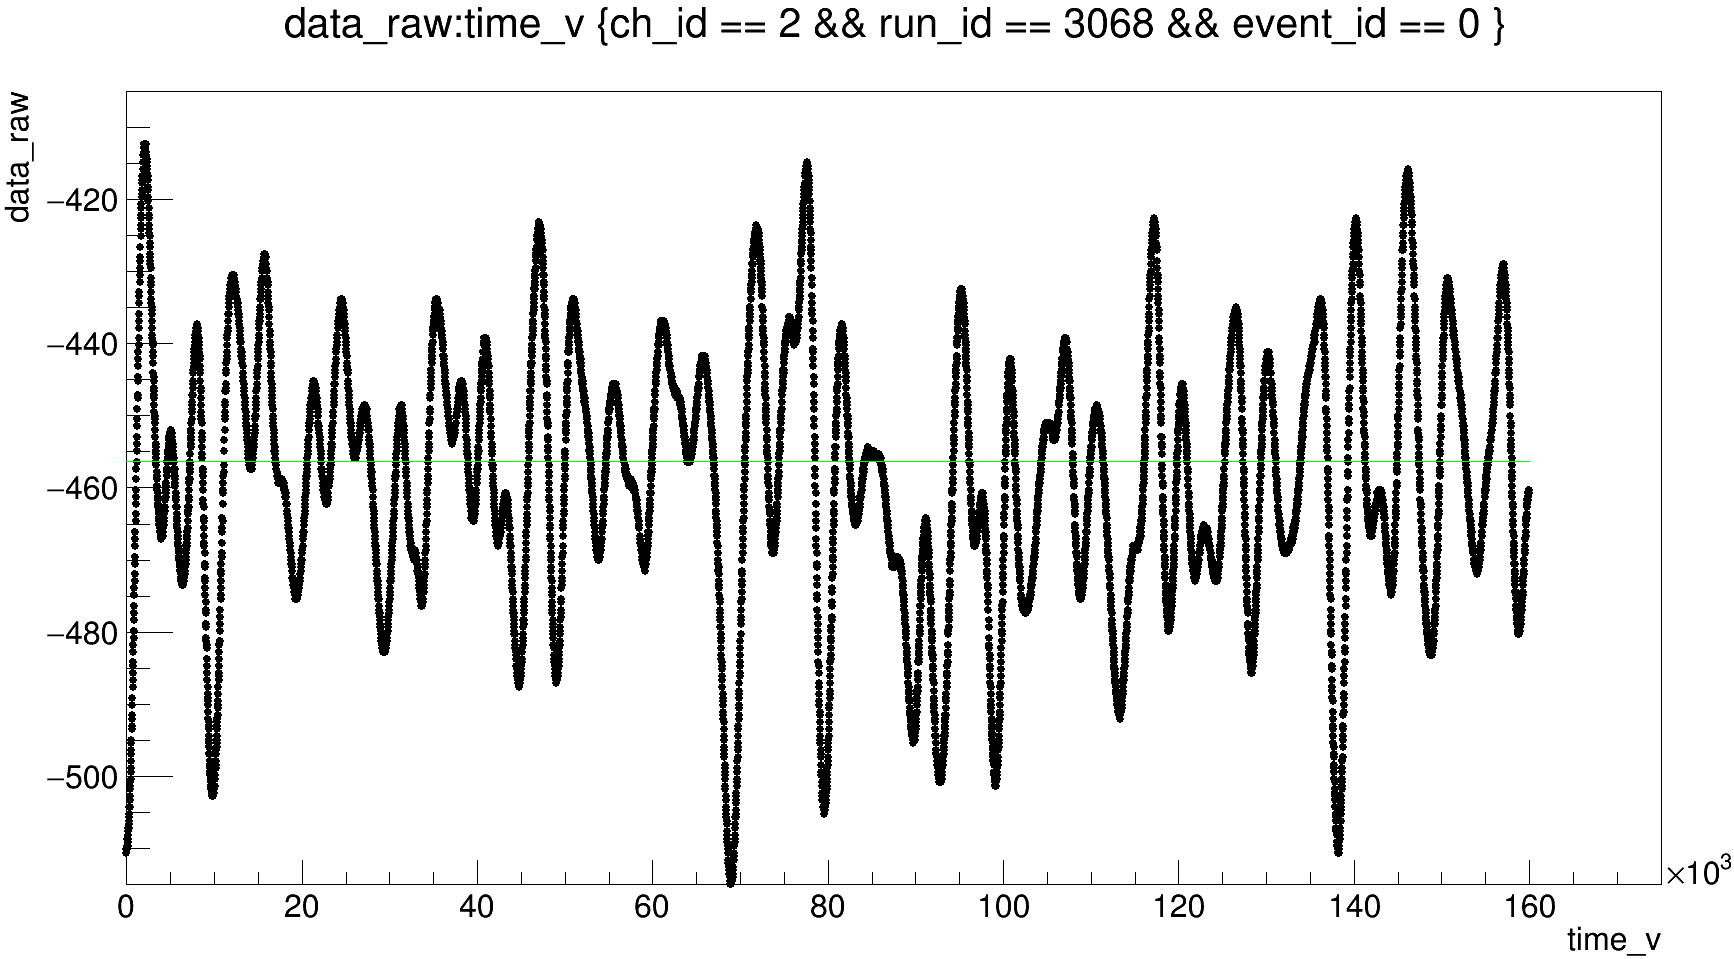 data_raw:time_v {ch_id == 2 && run_id == 3068 && event_id == 0 }
data_raw
−420
−440
−460
−480
−500
0 20 40 60 80 100 120 140 160
×10³
time_v